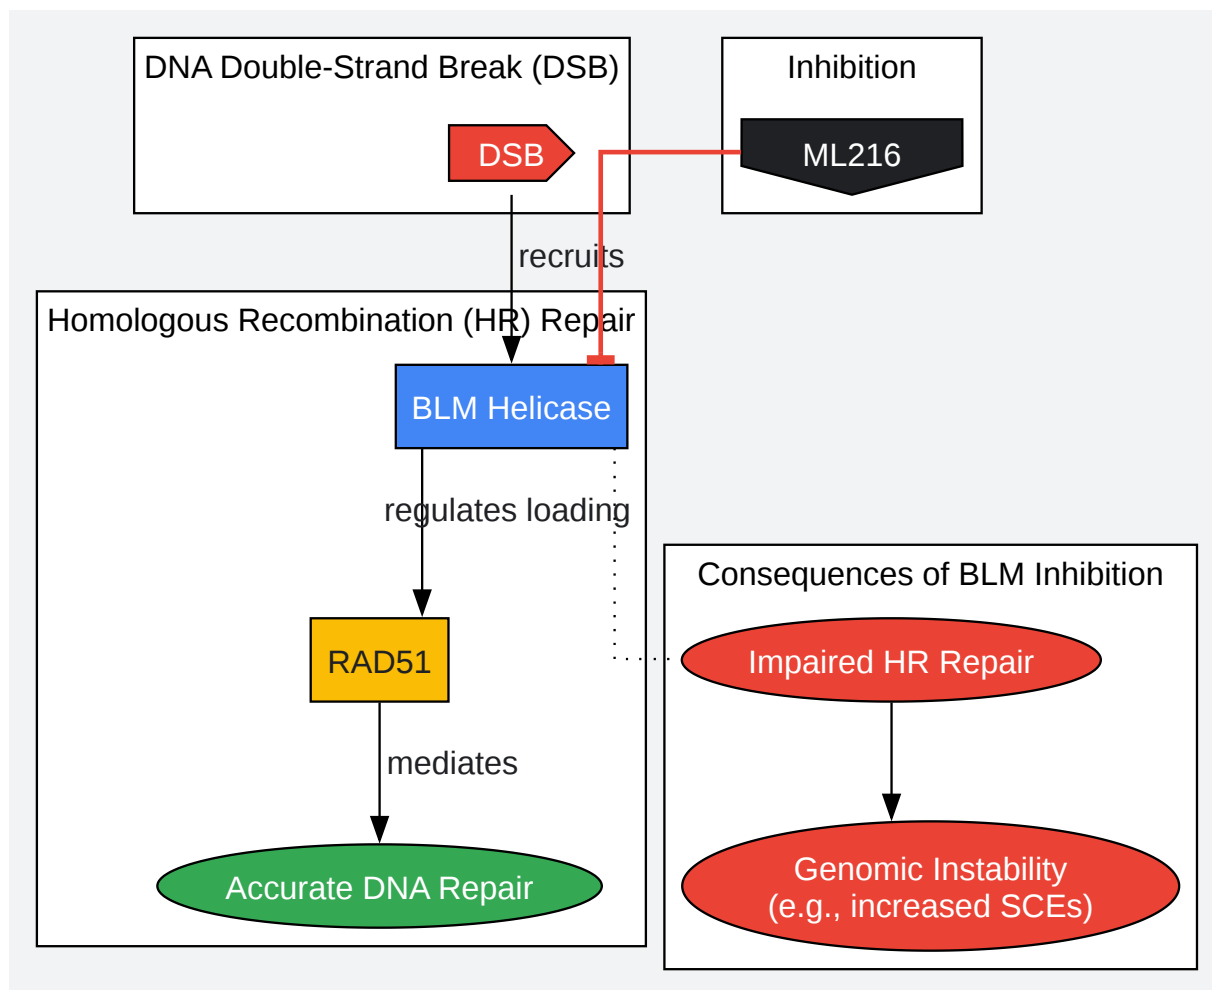 DNA Double-Strand Break (DSB)
Inhibition
DSB
ML216
recruits
Homologous Recombination (HR) Repair
BLM Helicase
regulates loading
Consequences of BLM Inhibition
RAD51
Impaired HR Repair
mediates
Accurate DNA Repair
Genomic Instability
(e.g., increased SCEs)